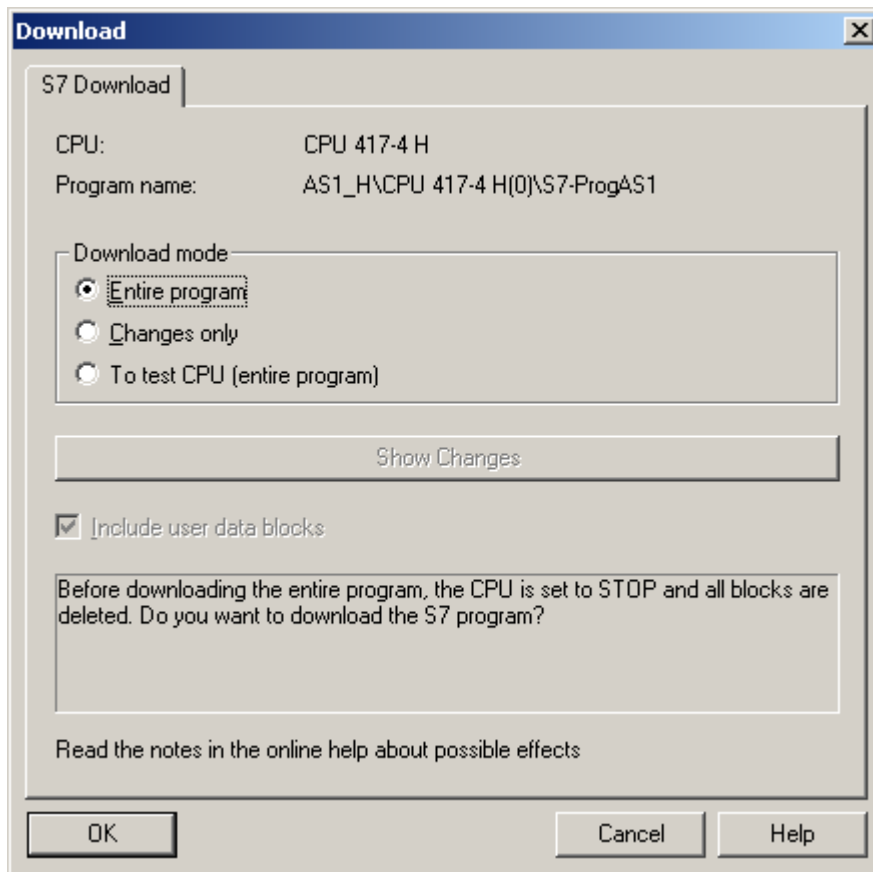 Download
S7 Download
CPU: CPU 417-4 H
Program name: AS1_H\CPU 417-4 H(0)\S7-ProgAS1
Download mode
Entire program
Changes only
To test CPU (entire program)
Show Changes
Include user data blocks
Before downloading the entire program, the CPU is set to STOP and all blocks are
deleted. Do you want to download the S7 program?
Read the notes in the online help about possible effects
OK Cancel Help